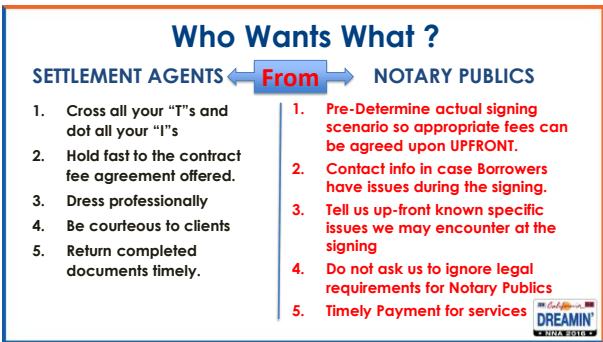 Who Wants What ?
SETTLEMENT AGENTS From NOTARY PUBLICS
1. Cross all your “T”s and
dot all your “I”s
2. Hold fast to the contract
fee agreement offered.
3. Dress professionally
4. Be courteous to clients
5. Return completed
documents timely.
1. Pre-Determine actual signing
scenario so appropriate fees can
be agreed upon UPFRONT.
2. Contact info in case Borrowers
have issues during the signing.
3. Tell us up-front known specific
issues we may encounter at the
signing
4. Do not ask us to ignore legal
requirements for Notary Publics
5. Timely Payment for services
California
DREAMIN'
• NNA 2016 •